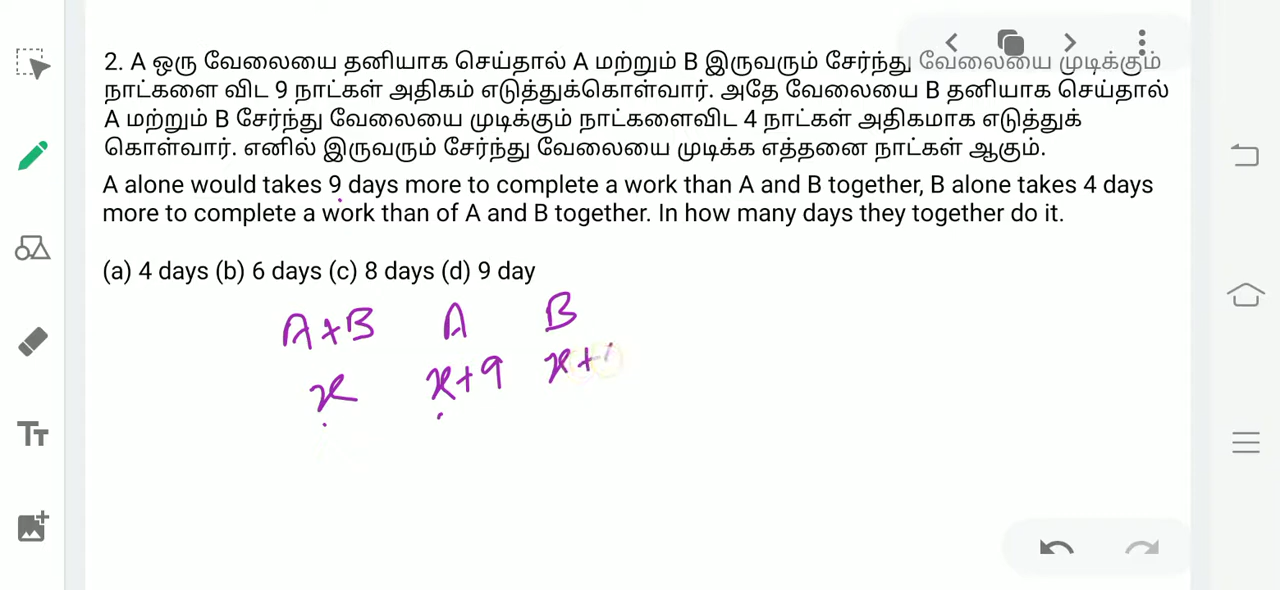 2. A ஒரு வேலையை தனியாக செய்தால் A மற்றும் B இருவரும் சேர்ந்து வேலையை முடிக்கும்
நாட்களை விட 9 நாட்கள் அதிகம் எடுத்துக்கொள்வார். அதே வேலையை B தனியாக செய்தால்
A மற்றும் B சேர்ந்து வேலையை முடிக்கும் நாட்களைவிட 4 நாட்கள் அதிகமாக எடுத்துக்
கொள்வார். எனில் இருவரும் சேர்ந்து வேலையை முடிக்க எத்தனை நாட்கள் ஆகும்.
A alone would takes 9 days more to complete a work than A and B together, B alone takes 4 days
more to complete a work than of A and B together. In how many days they together do it.
(a) 4 days (b) 6 days (c) 8 days (d) 9 day
A+B A B
x x+9 x+
TT